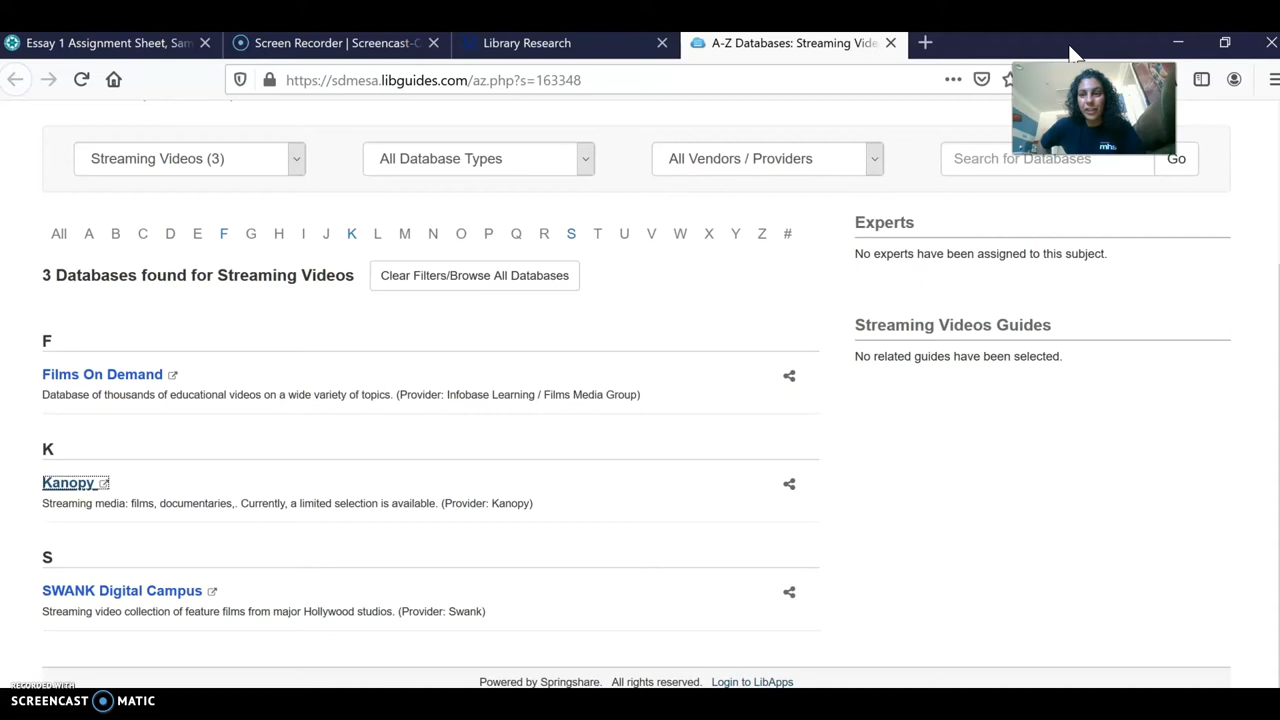 Essay 1 Assignment Sheet, Sam
Screen Recorder | Screencast-O
Library Research
A-Z Databases: Streaming Vide
https://sdmesa.libguides.com/az.php?s=163348
Streaming Videos (3)
All Database Types
All Vendors / Providers
Search for Databases
Go
All A B C D E F G H I J K L M N O P Q R S T U V W X Y Z #
3 Databases found for Streaming Videos
Clear Filters/Browse All Databases
F
Films On Demand
Database of thousands of educational videos on a wide variety of topics. (Provider: Infobase Learning / Films Media Group)
K
Kanopy
Streaming media: films, documentaries,. Currently, a limited selection is available. (Provider: Kanopy)
S
SWANK Digital Campus
Streaming video collection of feature films from major Hollywood studios. (Provider: Swank)
Experts
No experts have been assigned to this subject.
Streaming Videos Guides
No related guides have been selected.
Powered by Springshare. All rights reserved. Login to LibApps
RECORDED WITH
SCREENCAST MATIC